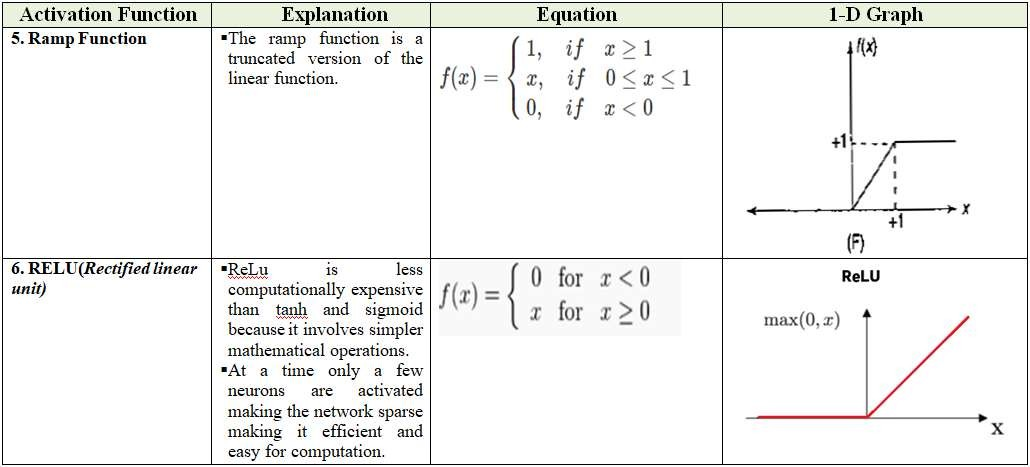 Activation Function Explanation Equation 1-D Graph
5. Ramp Function
▪The ramp function is a
truncated version of the
linear function.
f(x) = { 1, if x ≥ 1
x, if 0 ≤ x ≤ 1
0, if x < 0
f(x)
+1
+1
X
(F)
6. RELU(Rectified linear
unit)
▪ReLu is less
computationally expensive
than tanh and sigmoid
because it involves simpler
mathematical operations.
▪At a time only a few
neurons are activated
making the network sparse
making it efficient and
easy for computation.
f(x) = { 0 for x < 0
x for x ≥ 0
ReLU
max(0, x)
X